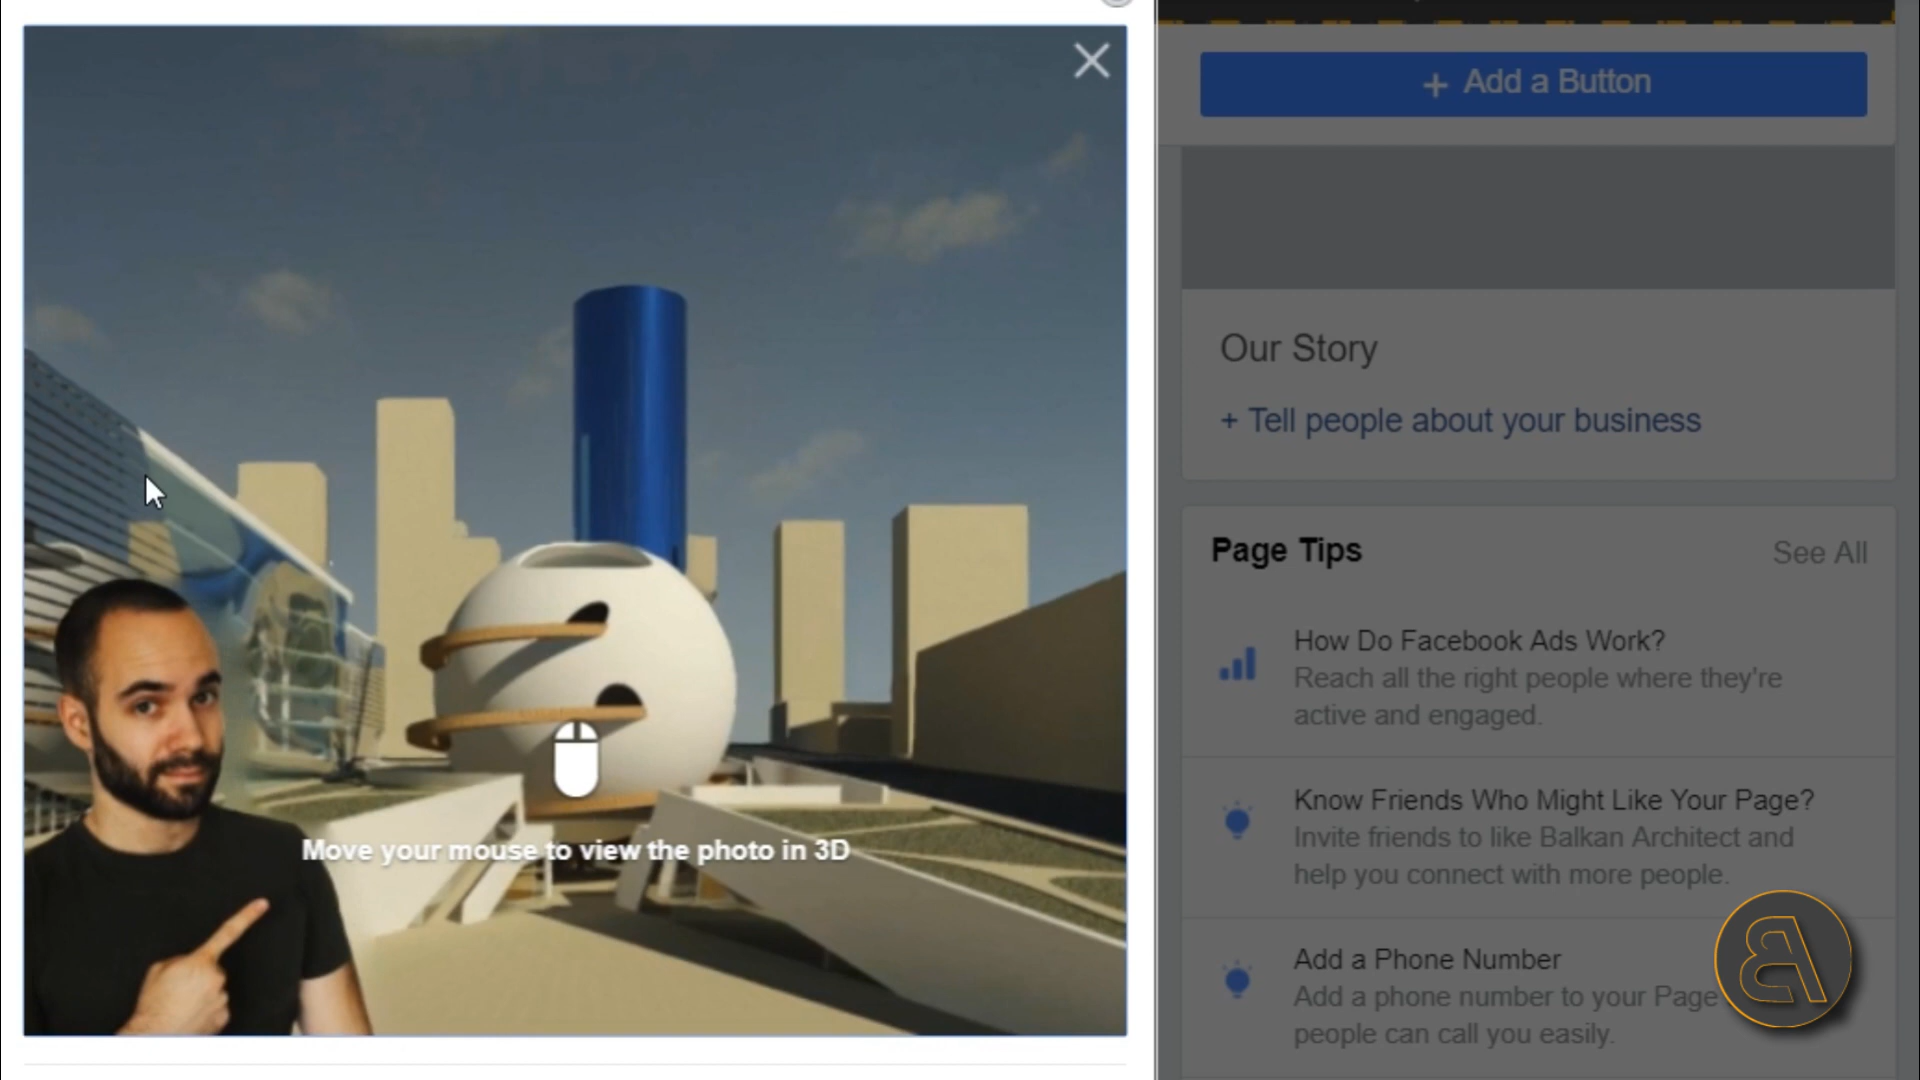 Move your mouse to view the photo in 3D
+ Add a Button
Our Story
+ Tell people about your business
Page Tips
See All
How Do Facebook Ads Work?
Reach all the right people where they're
active and engaged.
Know Friends Who Might Like Your Page?
Invite friends to like Balkan Architect and
help you connect with more people.
Add a Phone Number
Add a phone number to your Page
people can call you easily.